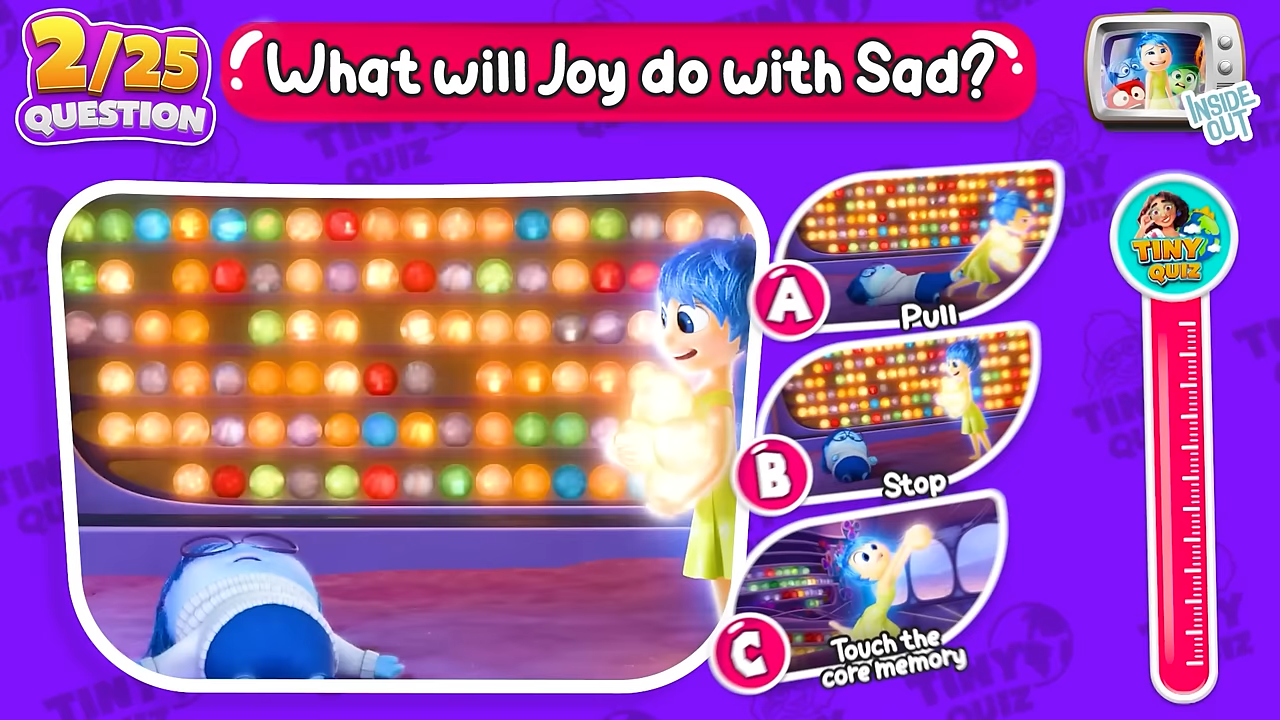 2/25
QUESTION
What will Joy do with Sad?
INSIDE
OUT
TINY
QUIZ
A
Pull
B
Stop
C
Touch the
core memory